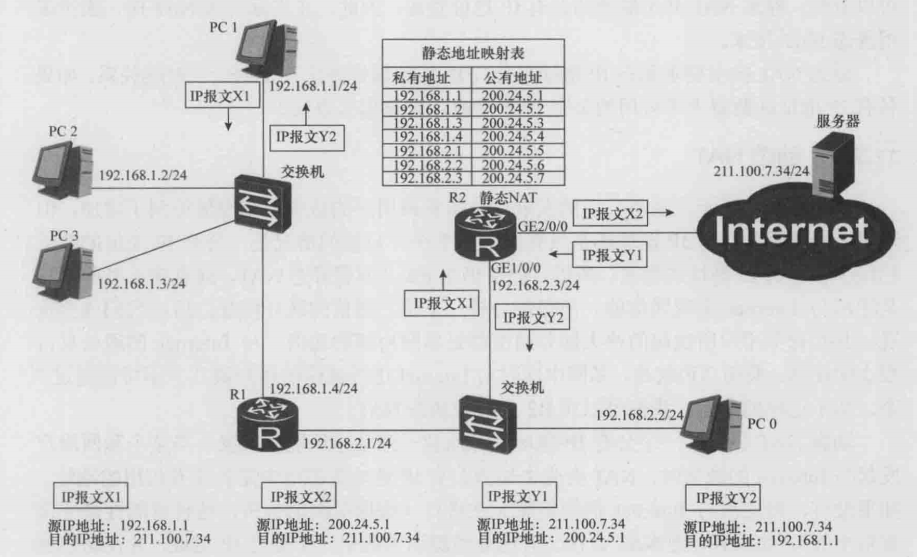 PC 1
192.168.1.1/24
IP报文X1
IP报文Y2
PC 2
192.168.1.2/24
交换机
PC 3
192.168.1.3/24
静态地址映射表
私有地址 公有地址
192.168.1.1 200.24.5.1
192.168.1.2 200.24.5.2
192.168.1.3 200.24.5.3
192.168.1.4 200.24.5.4
192.168.2.1 200.24.5.5
192.168.2.2 200.24.5.6
192.168.2.3 200.24.5.7
服务器
211.100.7.34/24
R2 静态NAT
R
GE2/0/0
IP报文X2
IP报文Y1
Internet
GE1/0/0
192.168.2.3/24
IP报文X1
IP报文Y2
R1
192.168.1.4/24
R
192.168.2.1/24
交换机
192.168.2.2/24
PC 0
IP报文X1
源IP地址：192.168.1.1
目的IP地址：211.100.7.34
IP报文X2
源IP地址：200.24.5.1
目的IP地址：211.100.7.34
IP报文Y1
源IP地址：211.100.7.34
目的IP地址：200.24.5.1
IP报文Y2
源IP地址：211.100.7.34
目的IP地址：192.168.1.1